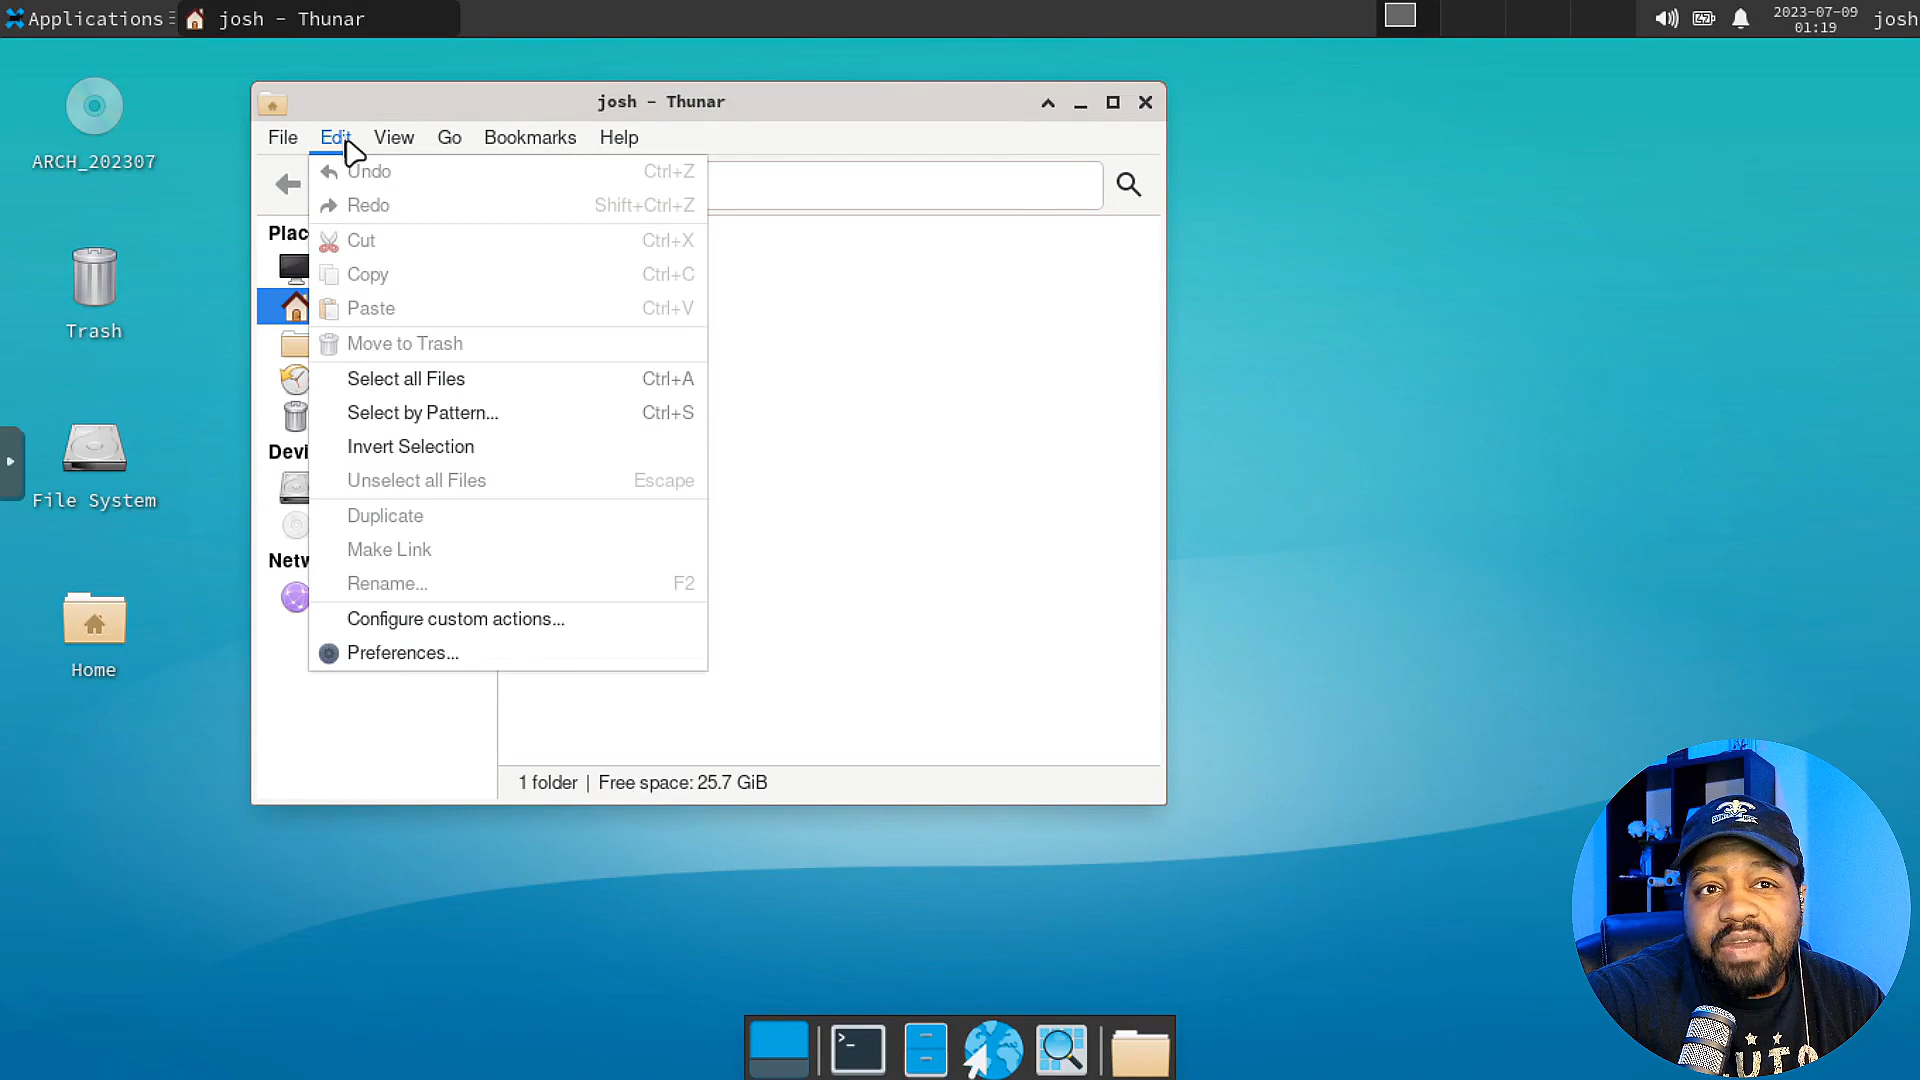 Applications josh - Thunar 2023-07-09 josh
01:19
ARCH_202307
Trash
File System
Home
josh - Thunar
File Edit View Go Bookmarks Help
Undo Ctrl+Z
Redo Shift+Ctrl+Z
Cut Ctrl+X
Copy Ctrl+C
Paste Ctrl+V
Move to Trash
Select all Files Ctrl+A
Select by Pattern... Ctrl+S
Invert Selection
Unselect all Files Escape
Duplicate
Make Link
Rename... F2
Configure custom actions...
Preferences...
Plac
Devi
Netw
1 folder | Free space: 25.7 GiB